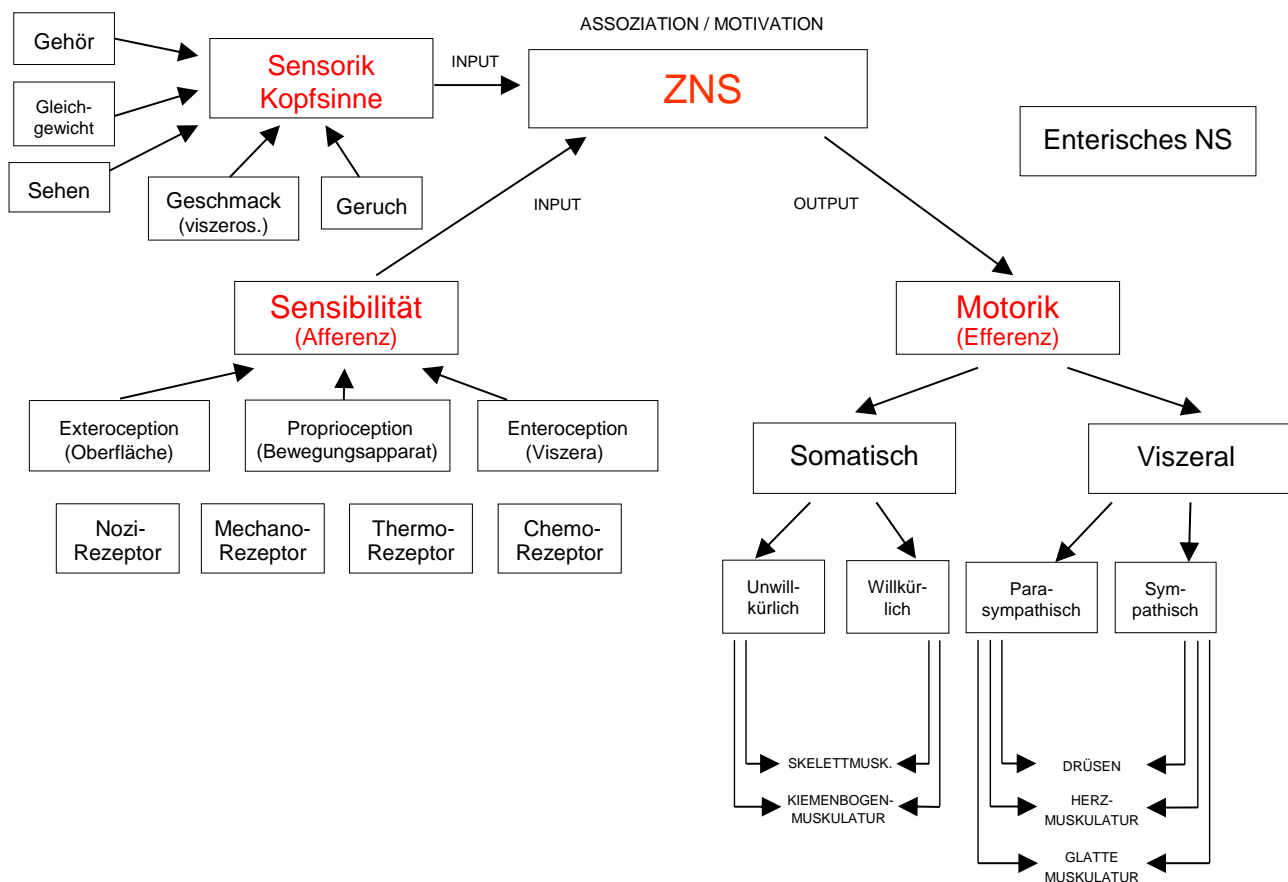 ASSOZIATION / MOTIVATION
Gehör
Gleich-
gewicht
Sehen
Sensorik
Kopfsinne
Geschmack
(viszeros.)
Geruch
INPUT
ZNS
Enterisches NS
INPUT
OUTPUT
Sensibilität
(Afferenz)
Motorik
(Efferenz)
Exteroception
(Oberfläche)
Proprioception
(Bewegungsapparat)
Enteroception
(Viszera)
Somatisch
Viszeral
Nozi-
Rezeptor
Mechano-
Rezeptor
Thermo-
Rezeptor
Chemo-
Rezeptor
Unwill-
kürlich
Willkür-
lich
Para-
sympathisch
Sym-
pathisch
SKELETTMUSK.
KIEMENBOGEN-
MUSKULATUR
DRÜSEN
HERZ-
MUSKULATUR
GLATTE
MUSKULATUR